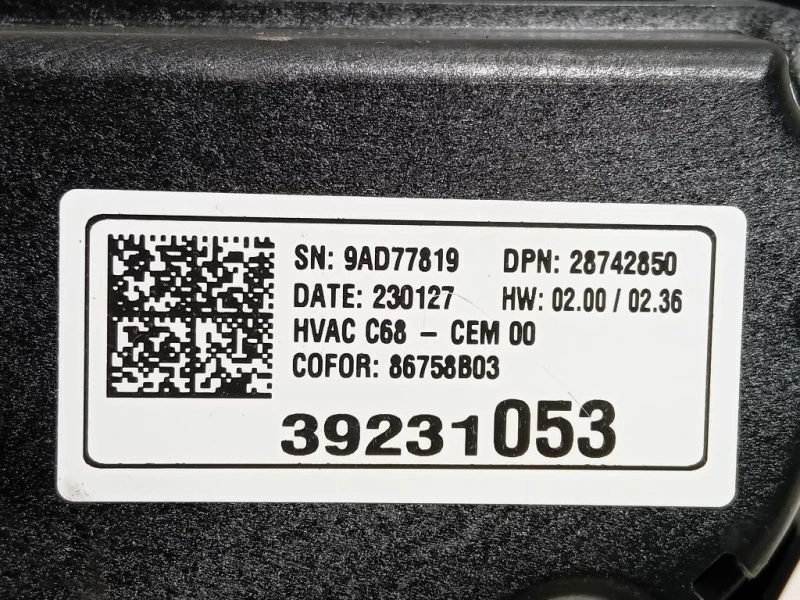 SN: 9AD77819 DPN: 28742850
DATE: 230127 HW: 02.00 / 02.36
HVAC C68 - CEM 00
COFOR: 86758B03
39231053